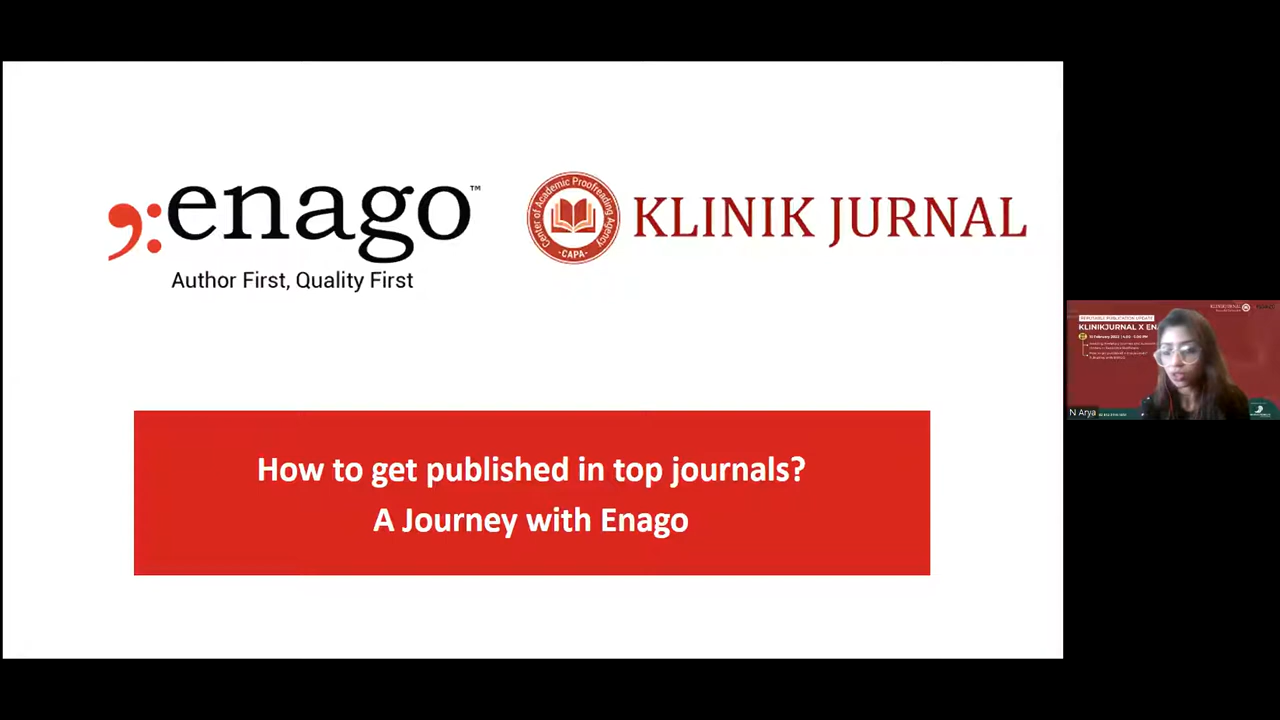 enago™
Author First, Quality First
Center of Academic Proofreading Agency
-CAPA-
KLINIK JURNAL
How to get published in top journals?
A Journey with Enago
KLINIKJURNAL X EN
N Arya